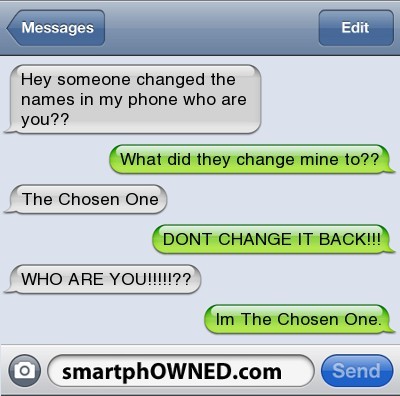 Messages
Edit
Hey someone changed the
names in my phone who are
you??
What did they change mine to??
The Chosen One
DONT CHANGE IT BACK!!!
WHO ARE YOU!!!!!??
Im The Chosen One.
smartphOWNED.com
Send